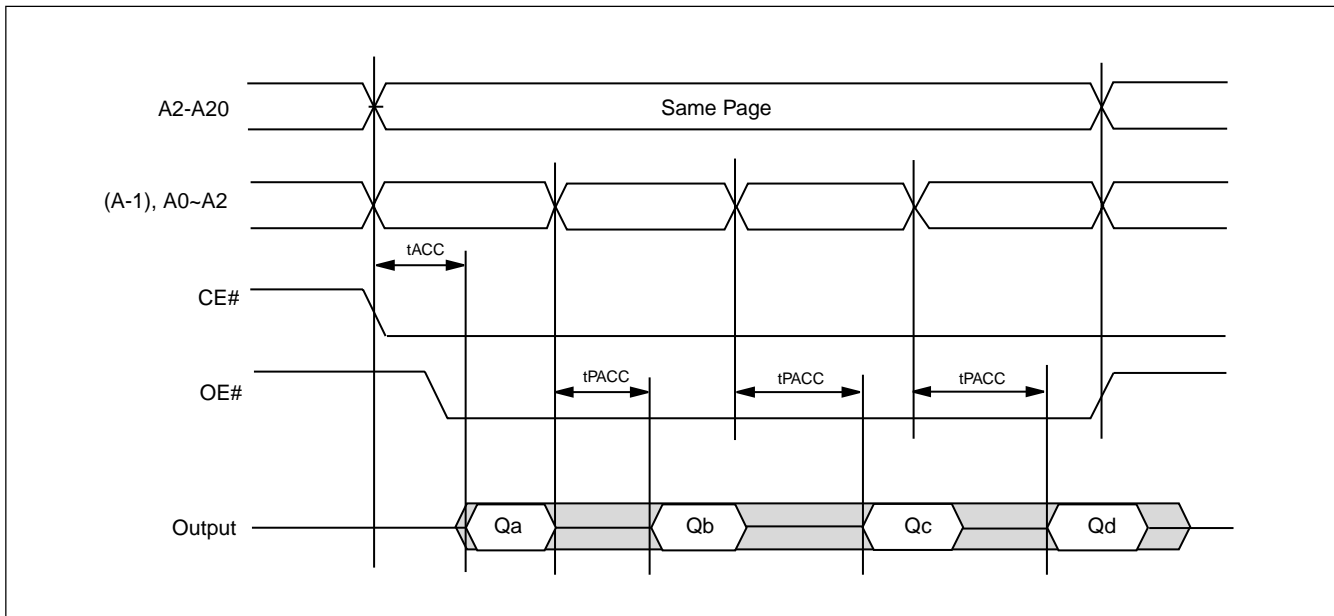 A2-A20
Same Page
(A-1), A0~A2
tACC
CE#
OE#
tPACC
tPACC
tPACC
Output
Qa
Qb
Qc
Qd